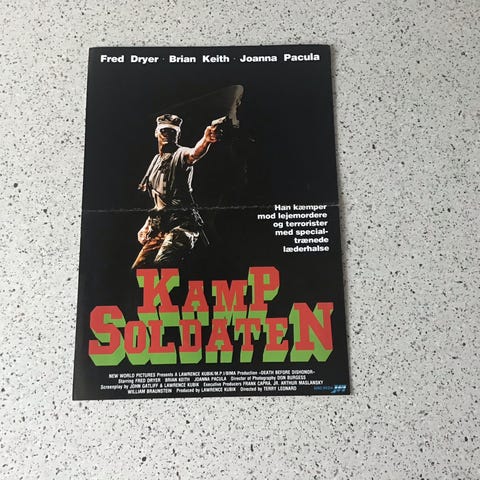 Fred Dryer · Brian Keith · Joanna Pacula
Han kæmper
mod lejemordere
og terrorister
med special-
trænede
læderhalse
KAMP
SOLDATEN
NEW WORLD PICTURES Presents A LAWRENCE KUBIK/M.P.I/BIMA Production »DEATH BEFORE DISHONOR«
Starring FRED DRYER BRIAN KEITH JOANNA PACULA Director of Photography DON BURGESS
Screenplay by JOHN GATLIFF & LAWRENCE KUBIK Executive Producers FRANK CAPRA, JR. ARTHUR MASLANSKY
WILLIAM BRAUNSTEIN Produced by LAWRENCE KUBIK Directed by TERRY LEONARD